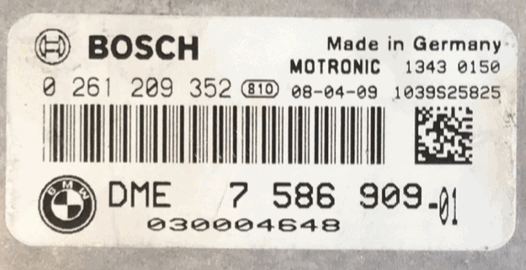 BOSCH Made in Germany
MOTRONIC 1343 0150
0 261 209 352 810 08-04-09 1039S25825
BMW DME 7 586 909-01
030004648